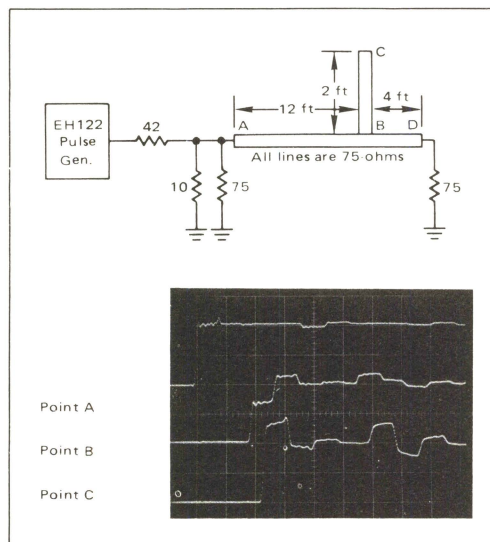 C
2 ft
4 ft
12 ft
A
B
D
EH122
Pulse
Gen.
42
All lines are 75-ohms
10
75
75
Point A
Point B
Point C